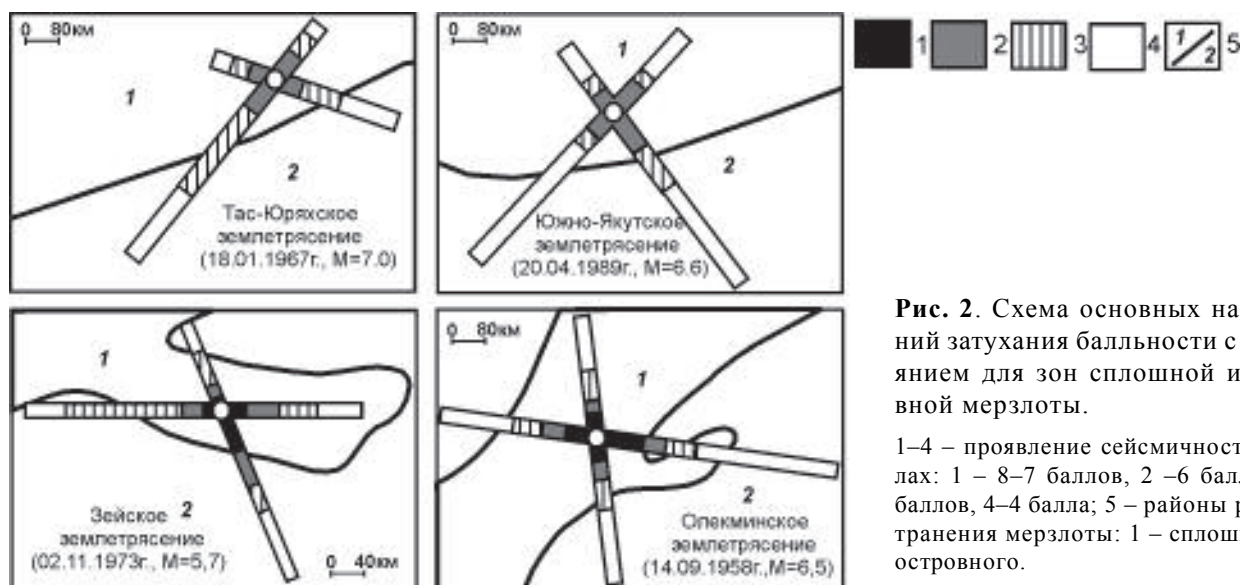 0 80км
1
2
Тас-Юряхское
землетрясение
(18.01.1967г., М=7.0)
0 80км
1
2
Южно-Якутское
землетрясение
(20.04.1989г., М=6.6)
1 2 3 4 1/2 5
1
2
Зейское
землетрясение
(02.11.1973г., М=5,7)
0 40км
0 80км
1
2
Олекминское
землетрясение
(14.09.1958г.,М=6,5)
Рис. 2. Схема основных на
ний затухания балльности с
янием для зон сплошной и
вной мерзлоты.
1–4 – проявление сейсмичност
лах: 1 – 8–7 баллов, 2 –6 бал
баллов, 4–4 балла; 5 – районы р
транения мерзлоты: 1 – сплош
островного.